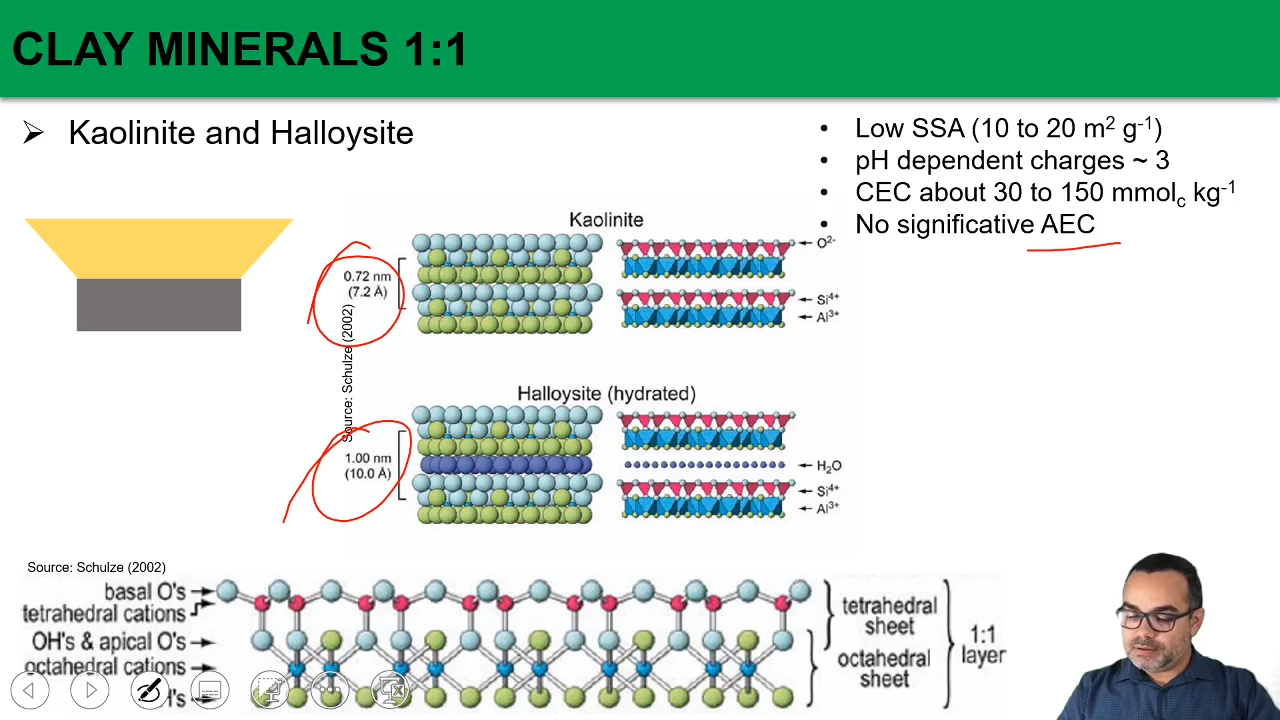 CLAY MINERALS 1:1
➤ Kaolinite and Halloysite
• Low SSA (10 to 20 m² g⁻¹)
• pH dependent charges ~ 3
• CEC about 30 to 150 mmol꜀ kg⁻¹
• No significative AEC
Kaolinite
0.72 nm
(7.2 Å)
O²⁻
Si⁴⁺
Al³⁺
Source: Schulze (2002)
Halloysite (hydrated)
1.00 nm
(10.0 Å)
H₂O
Si⁴⁺
Al³⁺
Source: Schulze (2002)
basal O's
tetrahedral cations
OH's & apical O's
octahedral cations
H's
tetrahedral
sheet
octahedral
sheet
1:1
layer